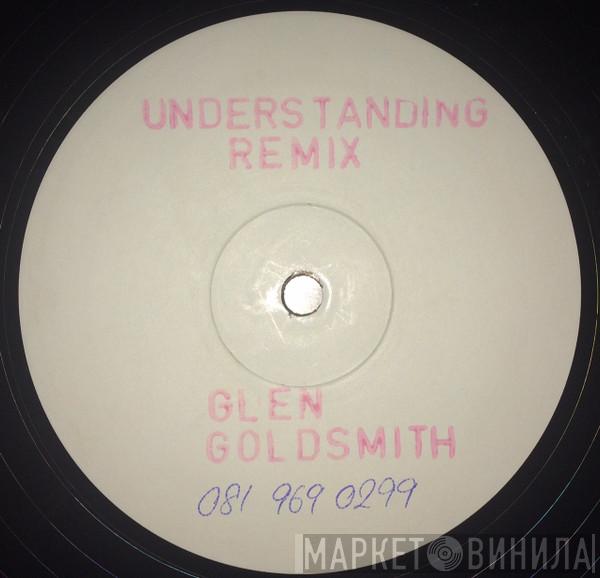 UNDERSTANDING
REMIX
GLEN
GOLDSMITH
081 969 0299
МАРКЕТ ВИНИЛА